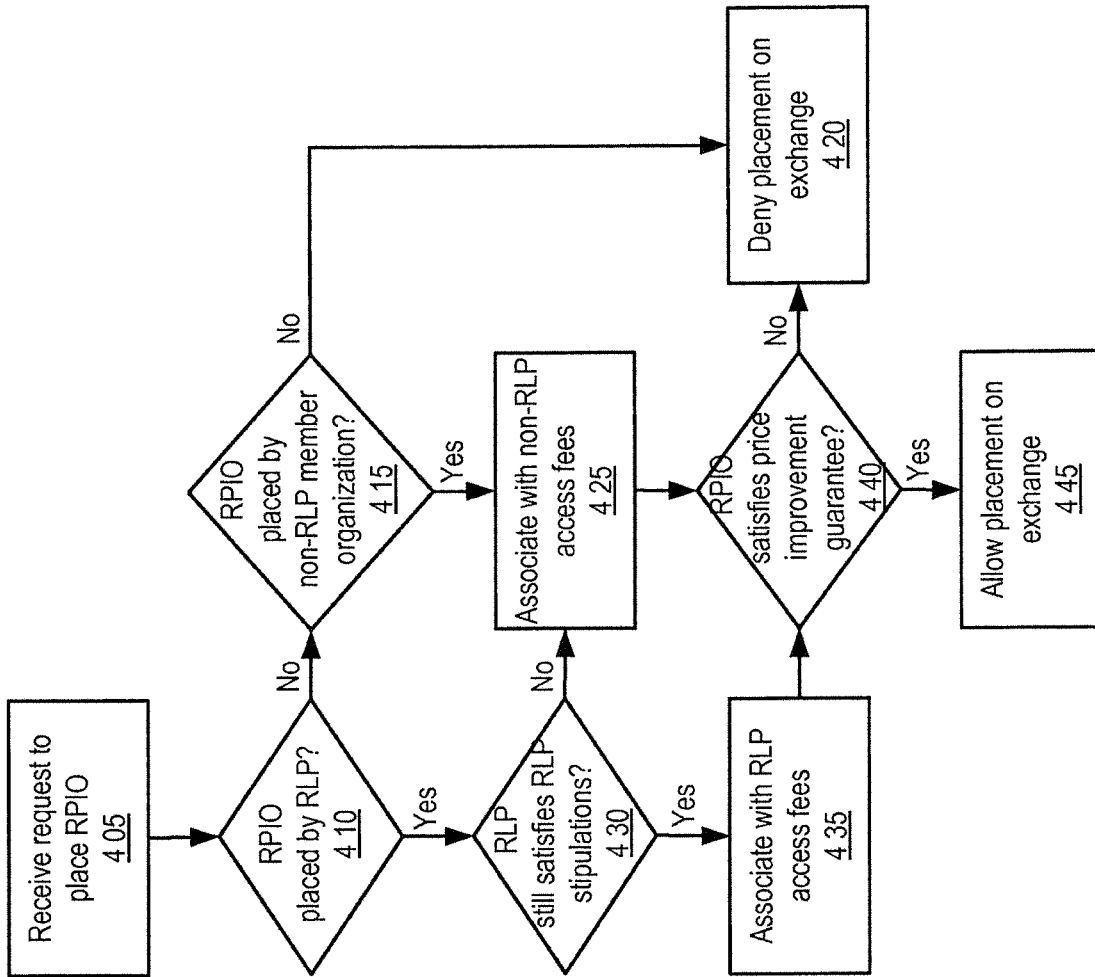 Receive request to
place RPIO
4 05
RPIO
placed by RLP?
4 10
No
Yes
RPIO
placed by
non-RLP member
organization?
4 15
No
Yes
RLP
still satisfies RLP
stipulations?
4 30
No
Yes
Associate with non-RLP
access fees
4 25
Associate with RLP
access fees
4 35
RPIO
satisfies price
improvement
guarantee?
4 40
No
Yes
Deny placement on
exchange
4 20
Allow placement on
exchange
4 45